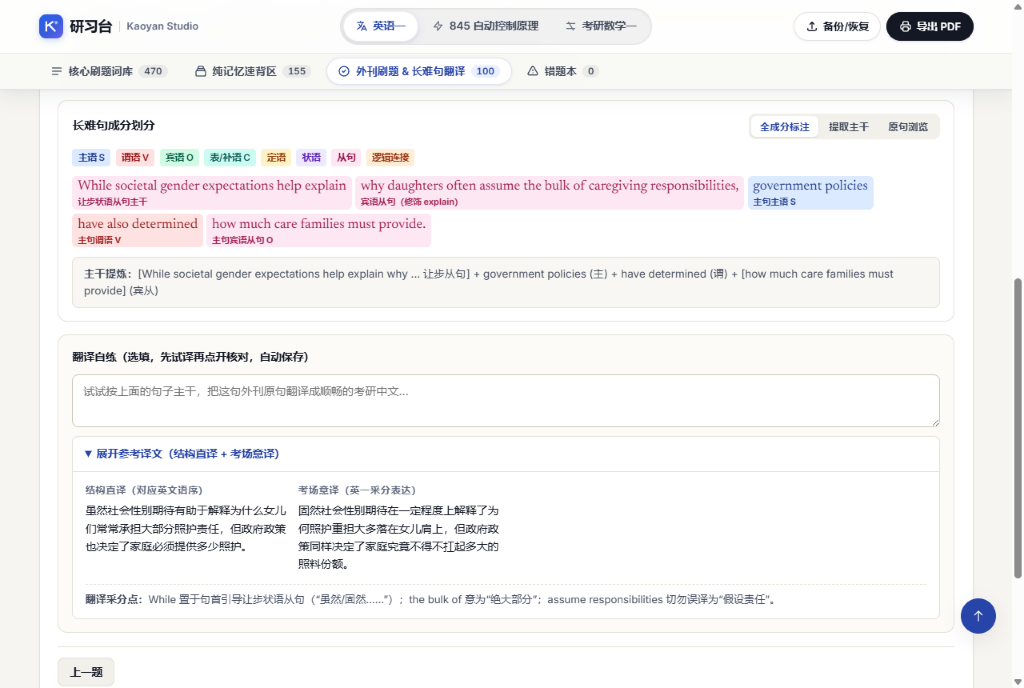 研习台 Kaoyan Studio 英语一 845 自动控制原理 考研数学一 备份/恢复 导出 PDF
核心刷题词库 470 纯记忆速背区 155 外刊刷题 & 长难句翻译 100 错题本 0
长难句成分划分 全成分标注 提取主干 原句浏览
主语 S 谓语 V 宾语 O 表/补语 C 定语 状语 从句 逻辑连接
While societal gender expectations help explain why daughters often assume the bulk of caregiving responsibilities, government policies
让步状语从句主干 宾语从句（修饰 explain） 主句主语 S
have also determined how much care families must provide.
主句谓语 V 主句宾语从句 O
主干提炼：[While societal gender expectations help explain why ... 让步从句] + government policies (主) + have determined (谓) + [how much care families must
provide] (宾从)
翻译自练（选填，先试译再点开核对，自动保存）
试试按上面的句子主干，把这句外刊原句翻译成顺畅的考研中文...
▼ 展开参考译文（结构直译 + 考场意译）
结构直译（对应英文语序）
虽然社会性别期待有助于解释为什么女儿
们常常承担大部分照护责任，但政府政策
也决定了家庭必须提供多少照护。
考场意译（英一采分表达）
固然社会性别期待在一定程度上解释了为
何照护重担大多落在女儿肩上，但政府政
策同样决定了家庭究竟不得不扛起多大的
照料份额。
翻译采分点：While 置于句首引导让步状语从句（“虽然/固然……”）；the bulk of 意为“绝大部分”；assume responsibilities 切勿误译为“假设责任”。
上一题